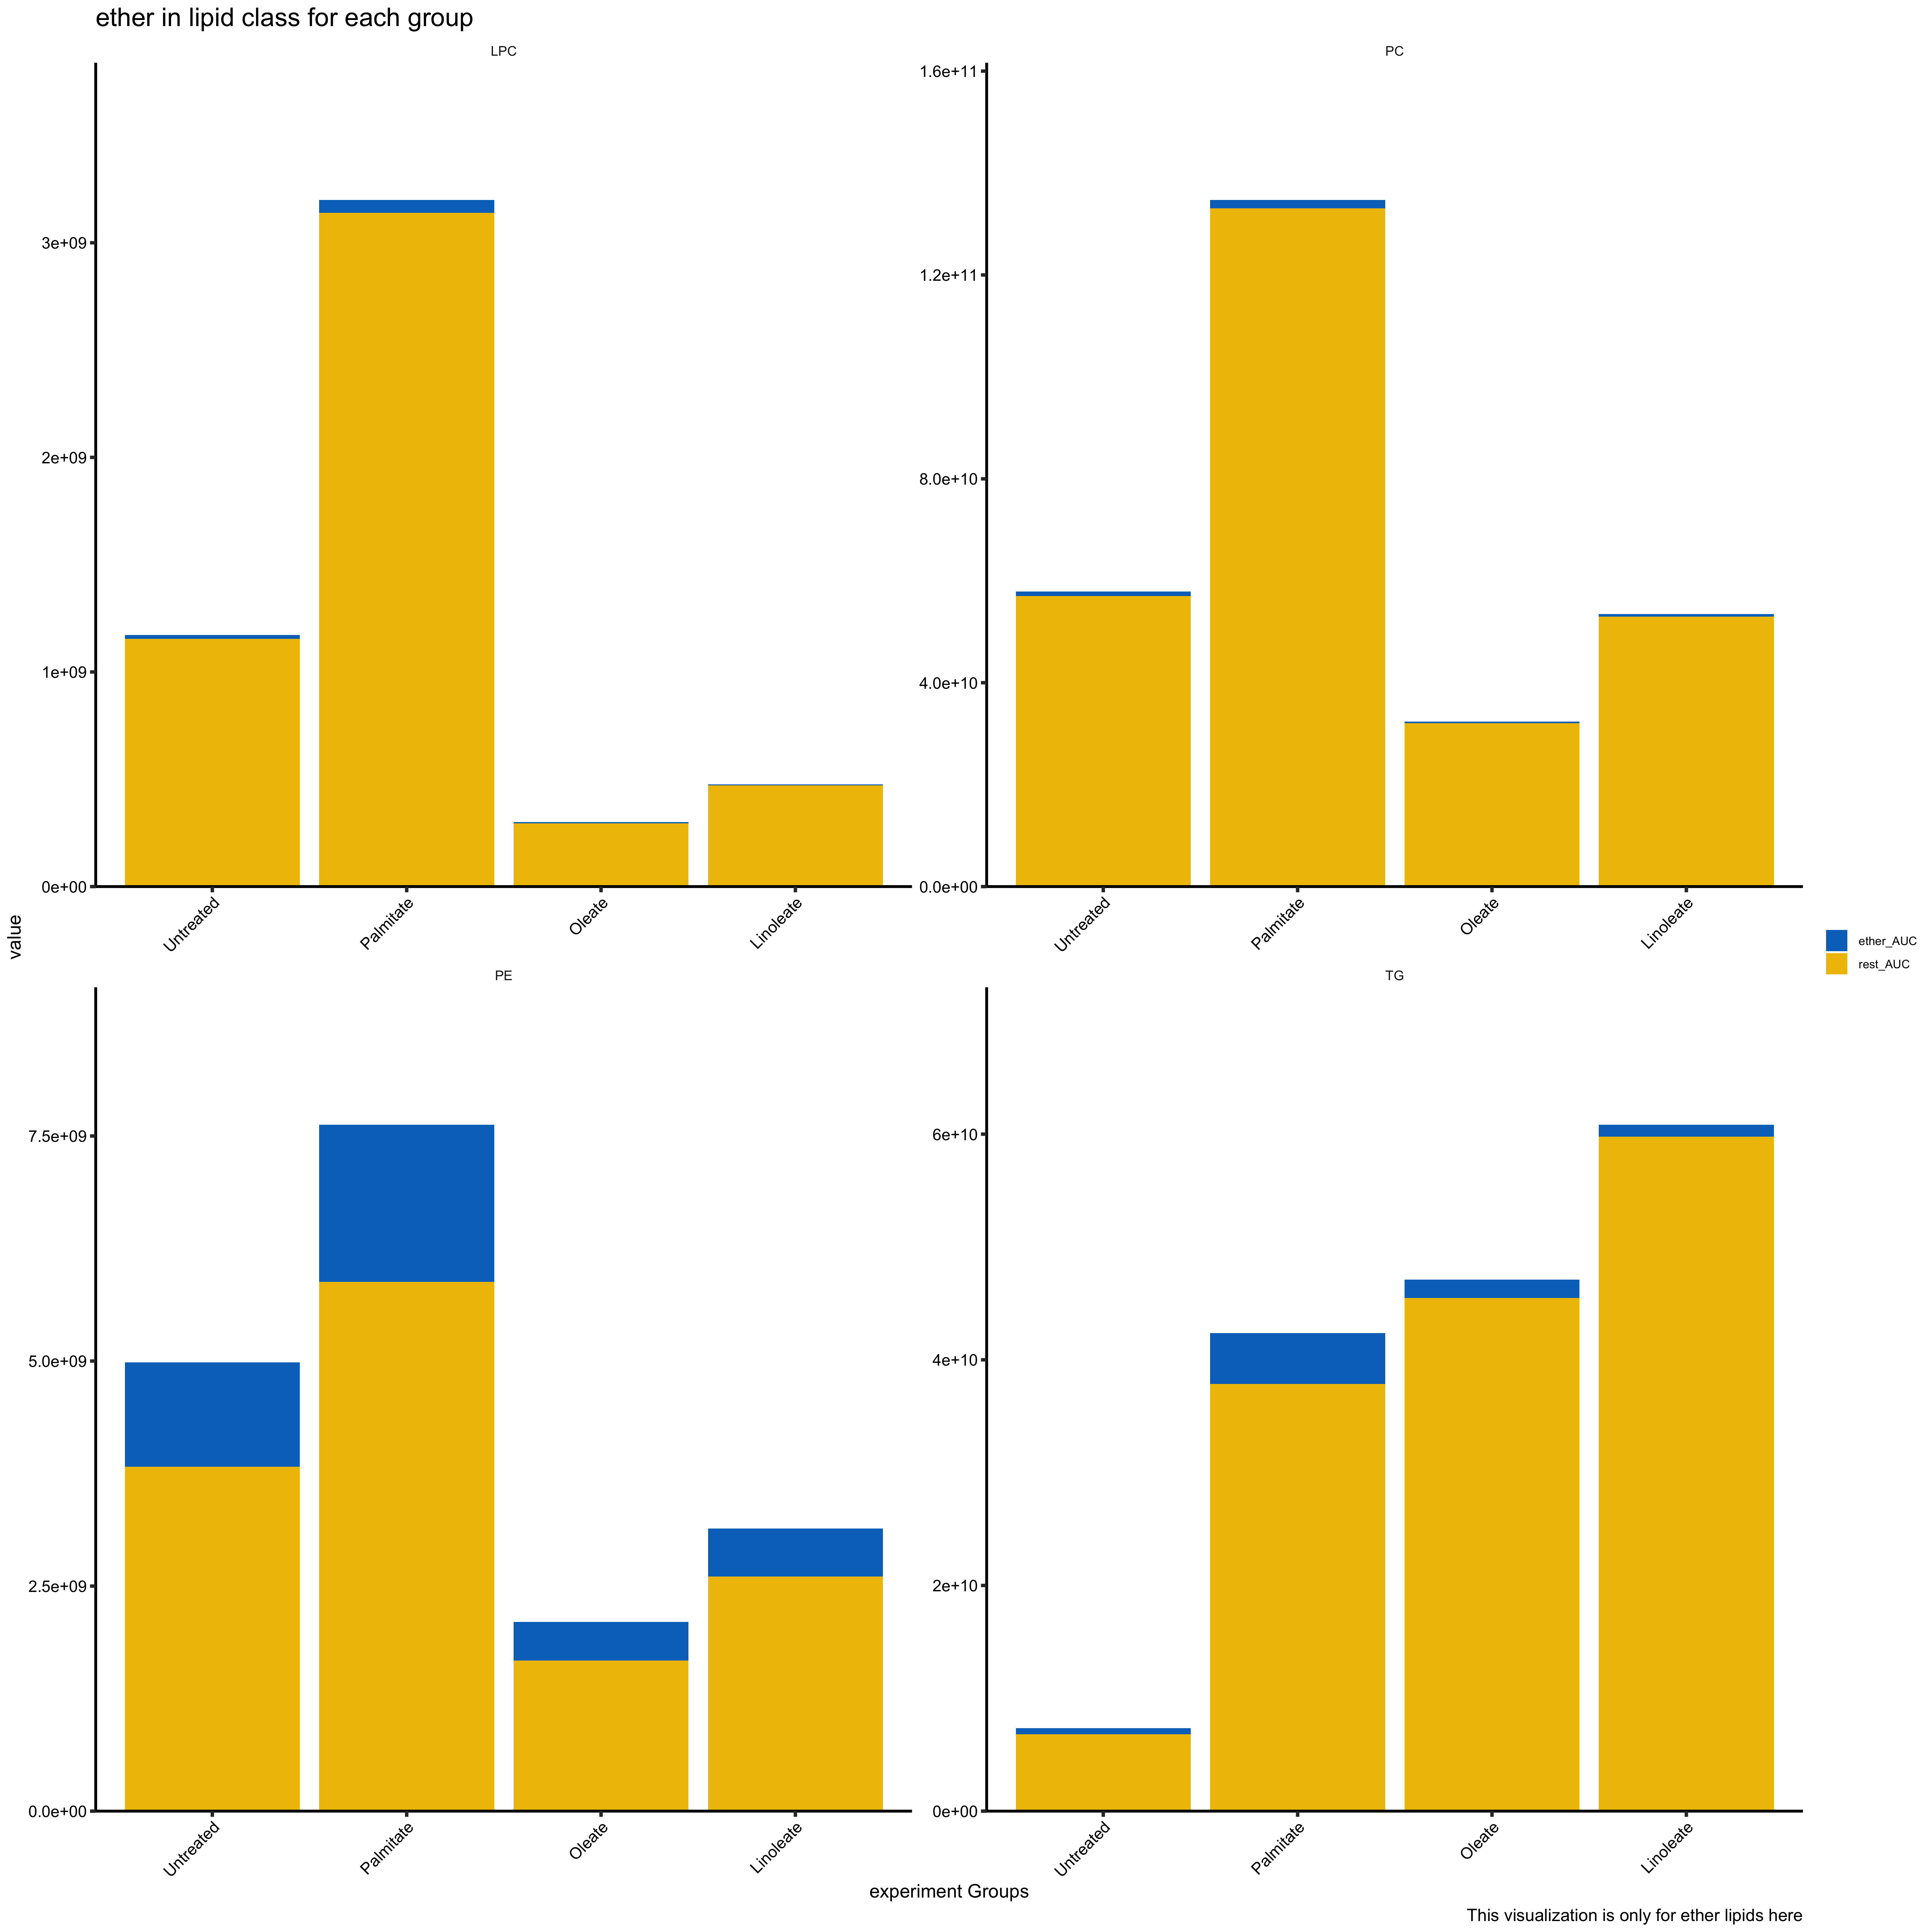 ether in lipid class for each group
LPC
PC
3e+09
2e+09
1e+09
0e+00
1.6e+11
1.2e+11
8.0e+10
4.0e+10
0.0e+00
Untreated
Palmitate
Oleate
Linoleate
Untreated
Palmitate
Oleate
Linoleate
value
ether_AUC
rest_AUC
PE
TG
7.5e+09
5.0e+09
2.5e+09
0.0e+00
6e+10
4e+10
2e+10
0e+00
Untreated
Palmitate
Oleate
Linoleate
Untreated
Palmitate
Oleate
Linoleate
experiment Groups
This visualization is only for ether lipids here